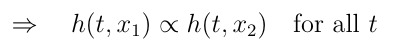 ⇒ h(t, x₁) ∝ h(t, x₂) for all t